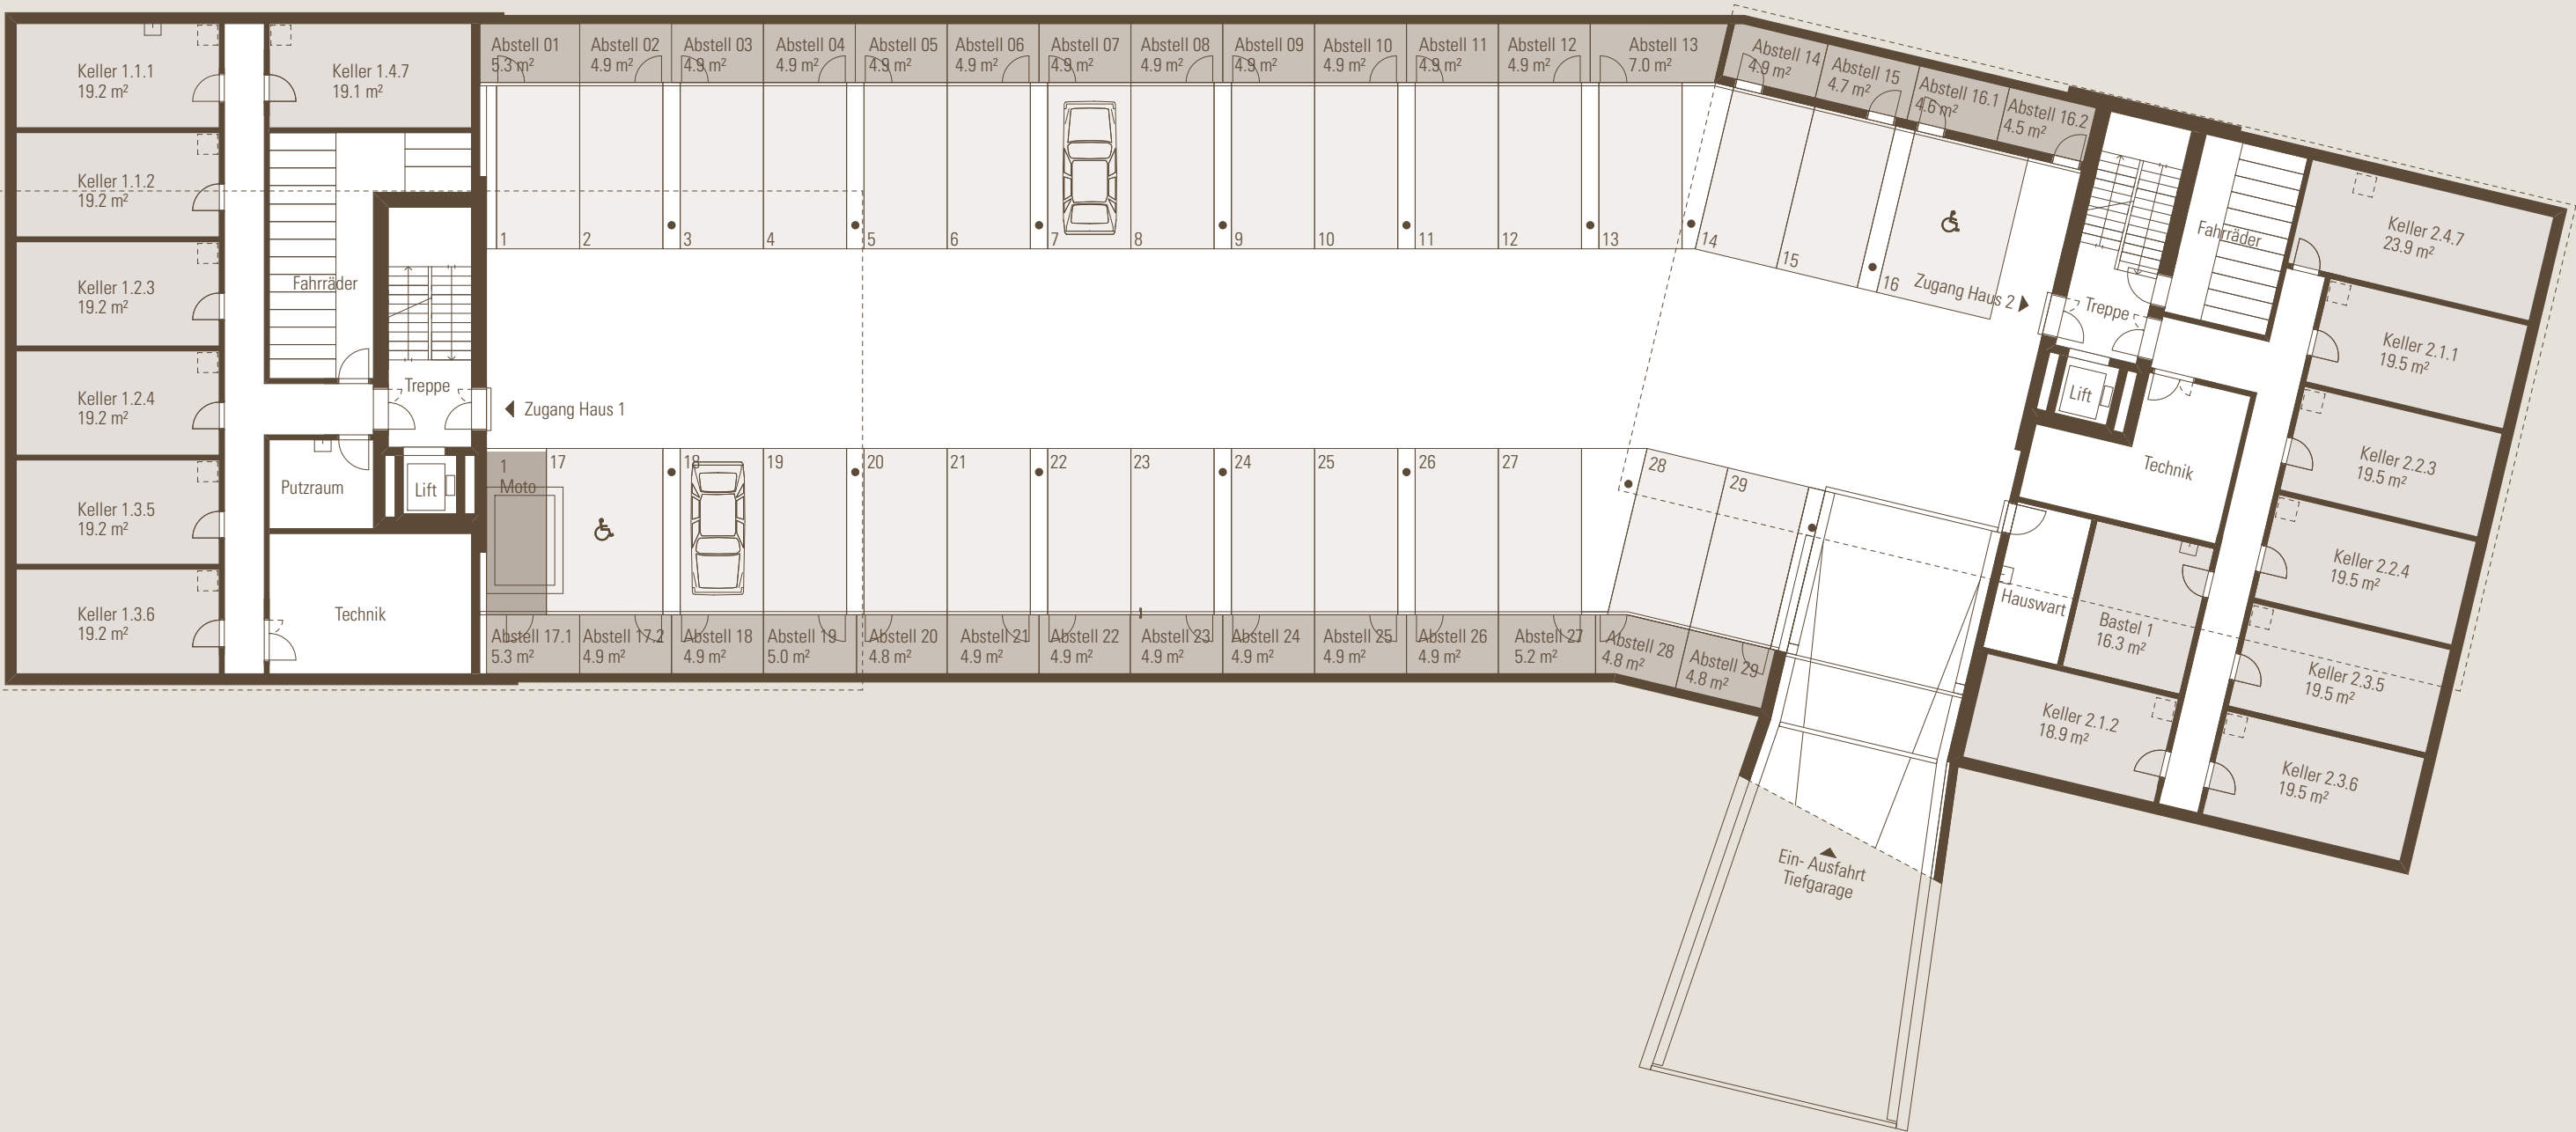 Keller 1.1.1
19.2 m²
Keller 1.1.2
19.2 m²
Keller 1.2.3
19.2 m²
Keller 1.2.4
19.2 m²
Keller 1.3.5
19.2 m²
Keller 1.3.6
19.2 m²
Keller 1.4.7
19.1 m²
Fahrräder
Treppe
Putzraum
Lift
Technik
Zugang Haus 1
Abstell 01
5.3 m²
Abstell 02
4.9 m²
Abstell 03
4.9 m²
Abstell 04
4.9 m²
Abstell 05
4.9 m²
Abstell 06
4.9 m²
Abstell 07
4.9 m²
Abstell 08
4.9 m²
Abstell 09
4.9 m²
Abstell 10
4.9 m²
Abstell 11
4.9 m²
Abstell 12
4.9 m²
Abstell 13
7.0 m²
Abstell 14
4.9 m²
Abstell 15
4.7 m²
Abstell 16.1
4.6 m²
Abstell 16.2
4.5 m²
1
2
3
4
5
6
7
8
9
10
11
12
13
14
15
16
Zugang Haus 2
1
Moto
17
18
19
20
21
22
23
24
25
26
27
28
29
Abstell 17.1
5.3 m²
Abstell 17.2
4.9 m²
Abstell 18
4.9 m²
Abstell 19
5.0 m²
Abstell 20
4.8 m²
Abstell 21
4.9 m²
Abstell 22
4.9 m²
Abstell 23
4.9 m²
Abstell 24
4.9 m²
Abstell 25
4.9 m²
Abstell 26
4.9 m²
Abstell 27
5.2 m²
Abstell 28
4.8 m²
Abstell 29
4.8 m²
Treppe
Fahrräder
Lift
Technik
Hauswart
Bastel 1
16.3 m²
Keller 2.1.2
18.9 m²
Keller 2.4.7
23.9 m²
Keller 2.1.1
19.5 m²
Keller 2.2.3
19.5 m²
Keller 2.2.4
19.5 m²
Keller 2.3.5
19.5 m²
Keller 2.3.6
19.5 m²
Ein- Ausfahrt
Tiefgarage